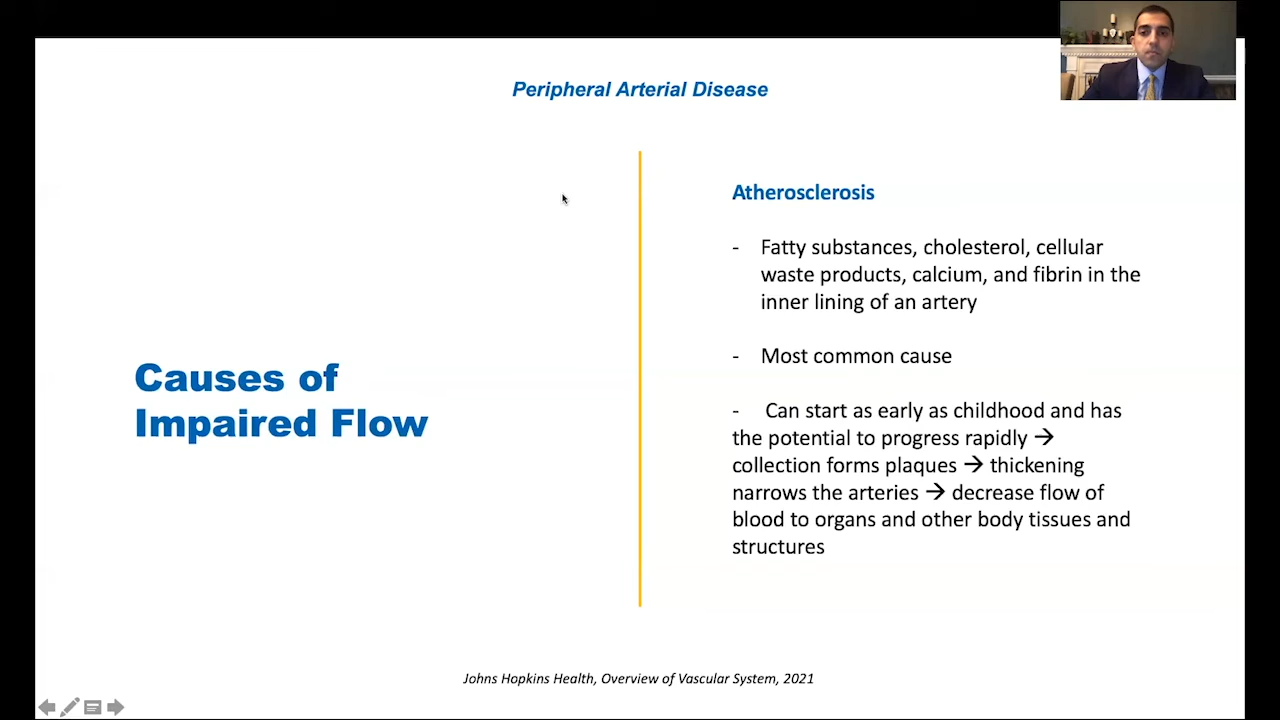 Peripheral Arterial Disease
Causes of
Impaired Flow
Atherosclerosis
- Fatty substances, cholesterol, cellular
waste products, calcium, and fibrin in the
inner lining of an artery
- Most common cause
- Can start as early as childhood and has
the potential to progress rapidly →
collection forms plaques → thickening
narrows the arteries → decrease flow of
blood to organs and other body tissues and
structures
Johns Hopkins Health, Overview of Vascular System, 2021